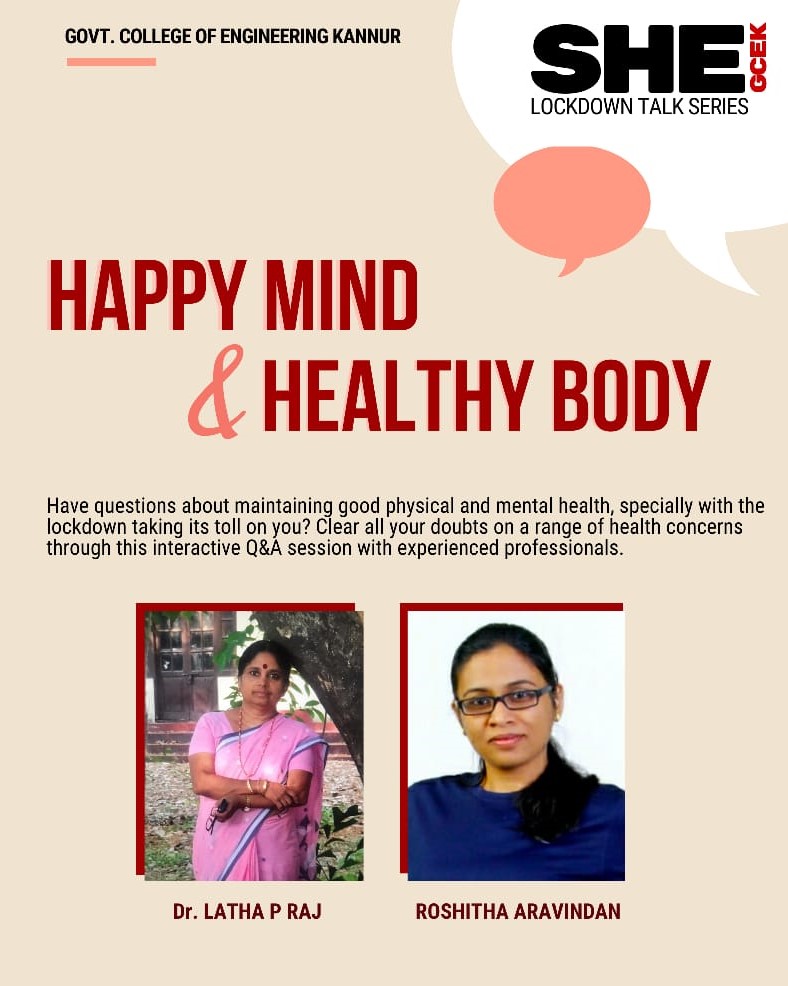 GOVT. COLLEGE OF ENGINEERING KANNUR
SHE
GCEK
LOCKDOWN TALK SERIES
HAPPY MIND
& HEALTHY BODY
Have questions about maintaining good physical and mental health, specially with the
lockdown taking its toll on you? Clear all your doubts on a range of health concerns
through this interactive Q&A session with experienced professionals.
Dr. LATHA P RAJ
ROSHITHA ARAVINDAN